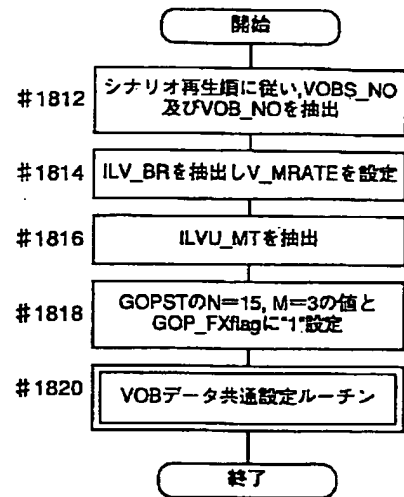 開始
#1812
シナリオ再生順に従い,VOBS_NO
及びVOB_NOを抽出
#1814
ILV_BRを抽出しV_MRATEを設定
#1816
ILVU_MTを抽出
#1818
GOPSTのN=15, M=3の値と
GOP_FXflagに"1"設定
#1820
VOBデータ共通設定ルーチン
終了